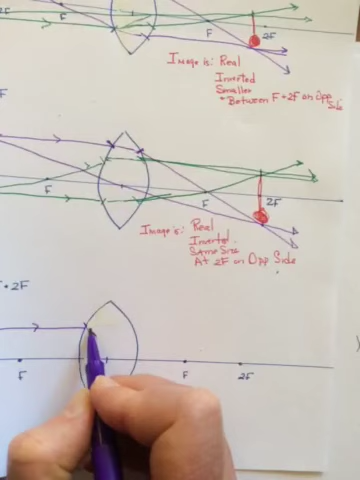 F
F
2F
Image is: Real
Inverted
Smaller
Between F + 2F on Opp
Side
F
F
F
2F
Image is: Real
Inverted
Same Size
At 2F on Opp Side
F + 2F
F
F
2F